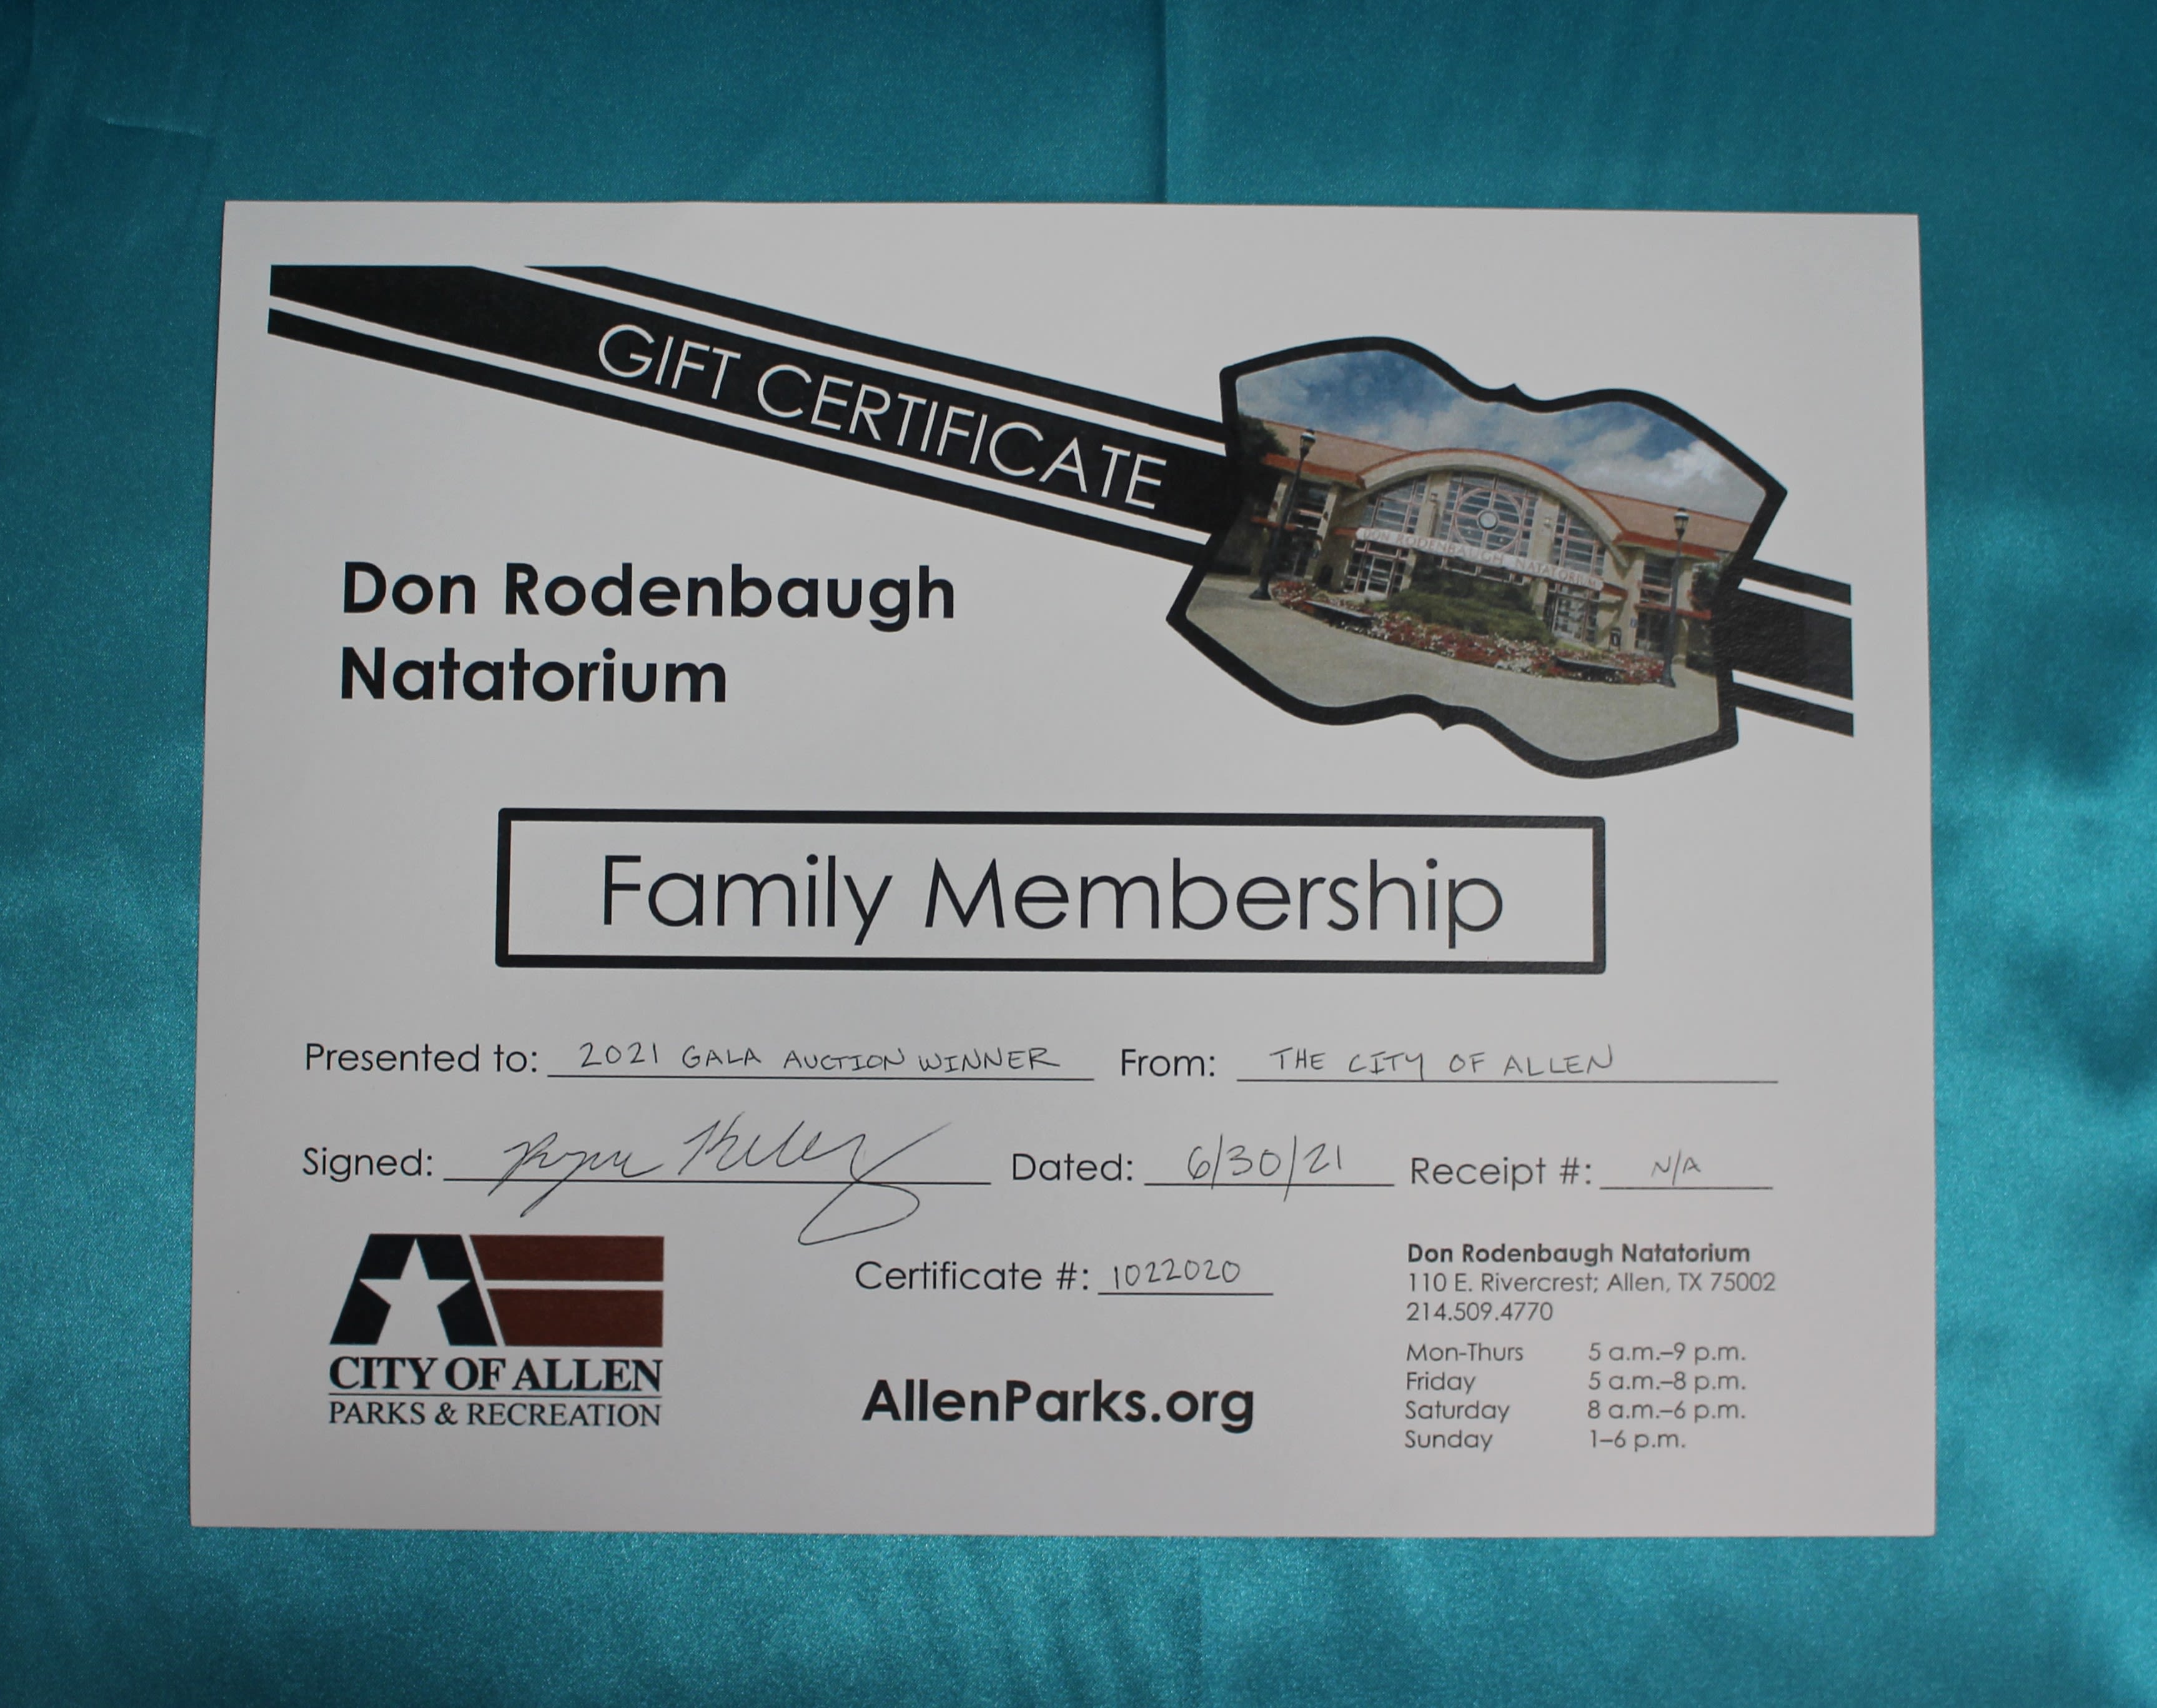 GIFT CERTIFICATE
DON RODENBAUGH NATATORIUM
Don Rodenbaugh
Natatorium
Family Membership
Presented to: 2021 GALA AUCTION WINNER From: THE CITY OF ALLEN
Signed: Dated: 6/30/21 Receipt #: N/A
Certificate #: 1022020
CITY OF ALLEN
PARKS & RECREATION
AllenParks.org
Don Rodenbaugh Natatorium
110 E. Rivercrest; Allen, TX 75002
214.509.4770
Mon-Thurs 5 a.m.–9 p.m.
Friday 5 a.m.–8 p.m.
Saturday 8 a.m.–6 p.m.
Sunday 1–6 p.m.